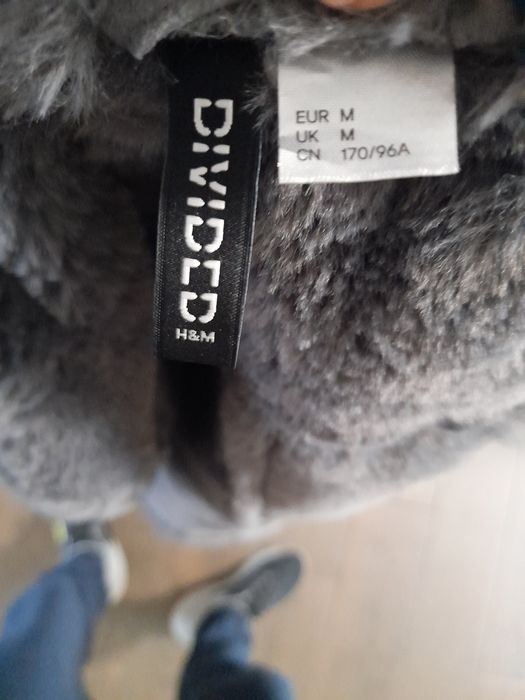 DIVIDED
H&M
EUR M
UK M
CN 170/96A